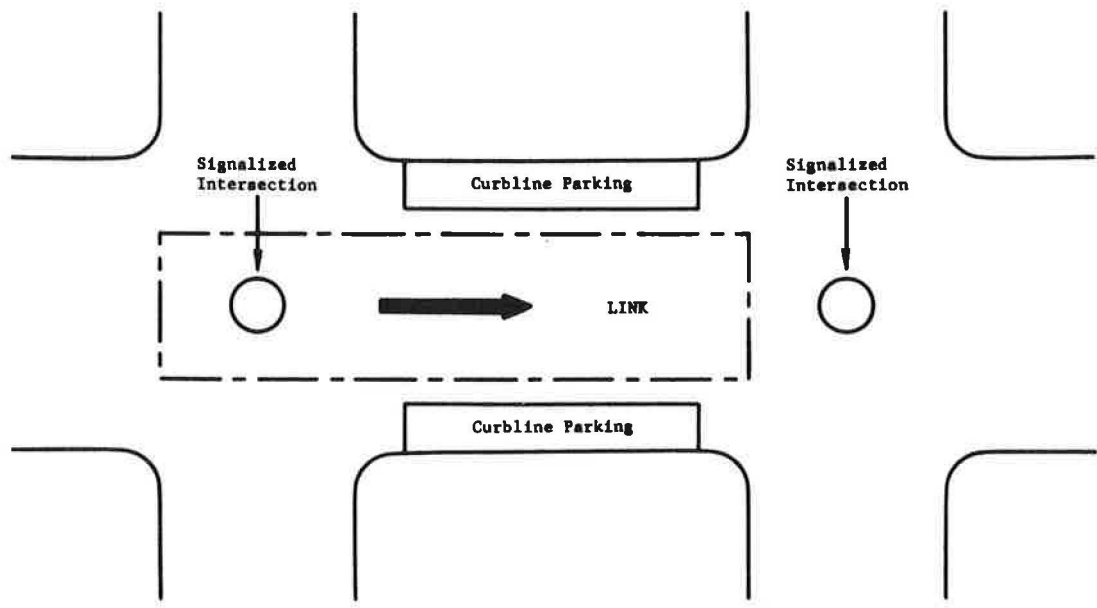 Signalized
Intersection
Curbline Parking
Signalized
Intersection
LINK
Curbline Parking